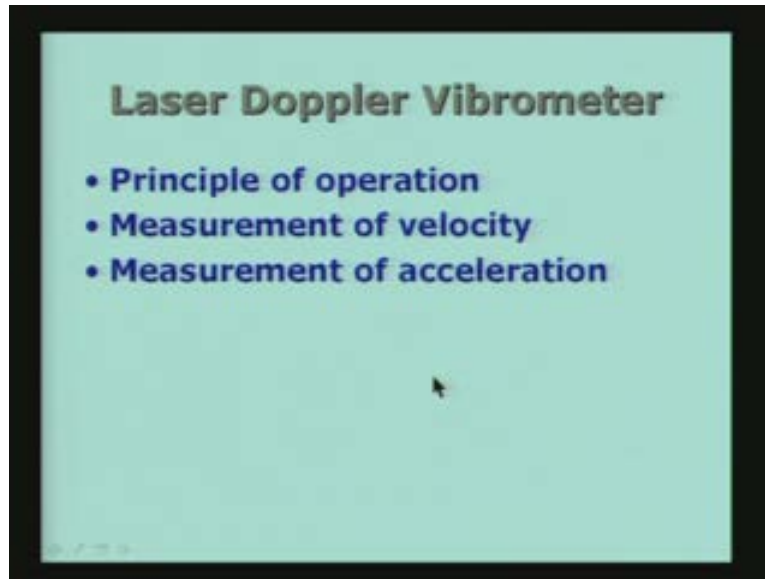 Laser Doppler Vibrometer
• Principle of operation
• Measurement of velocity
• Measurement of acceleration